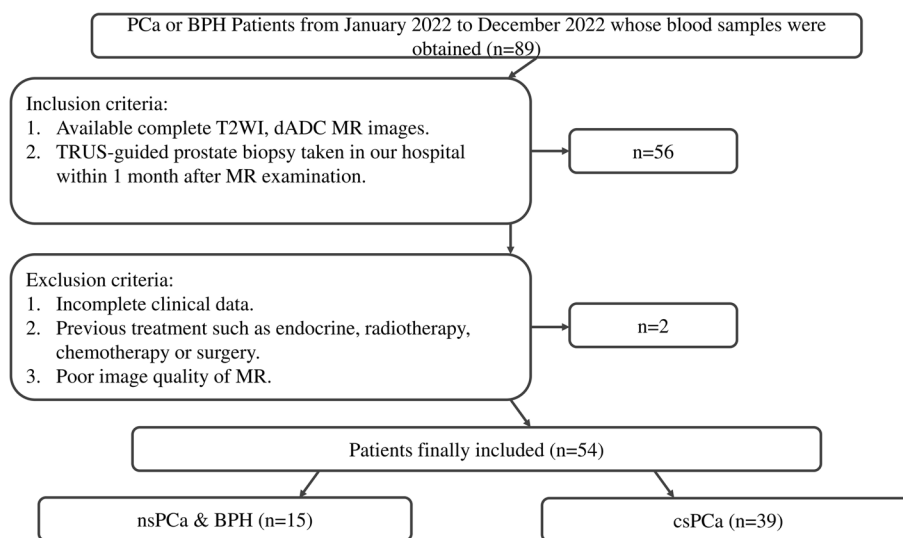 PCa or BPH Patients from January 2022 to December 2022 whose blood samples were
obtained (n=89)
Inclusion criteria:
1. Available complete T2WI, dADC MR images.
2. TRUS-guided prostate biopsy taken in our hospital
within 1 month after MR examination.
n=56
Exclusion criteria:
1. Incomplete clinical data.
2. Previous treatment such as endocrine, radiotherapy,
chemotherapy or surgery.
3. Poor image quality of MR.
n=2
Patients finally included (n=54)
nsPCa & BPH (n=15)
csPCa (n=39)